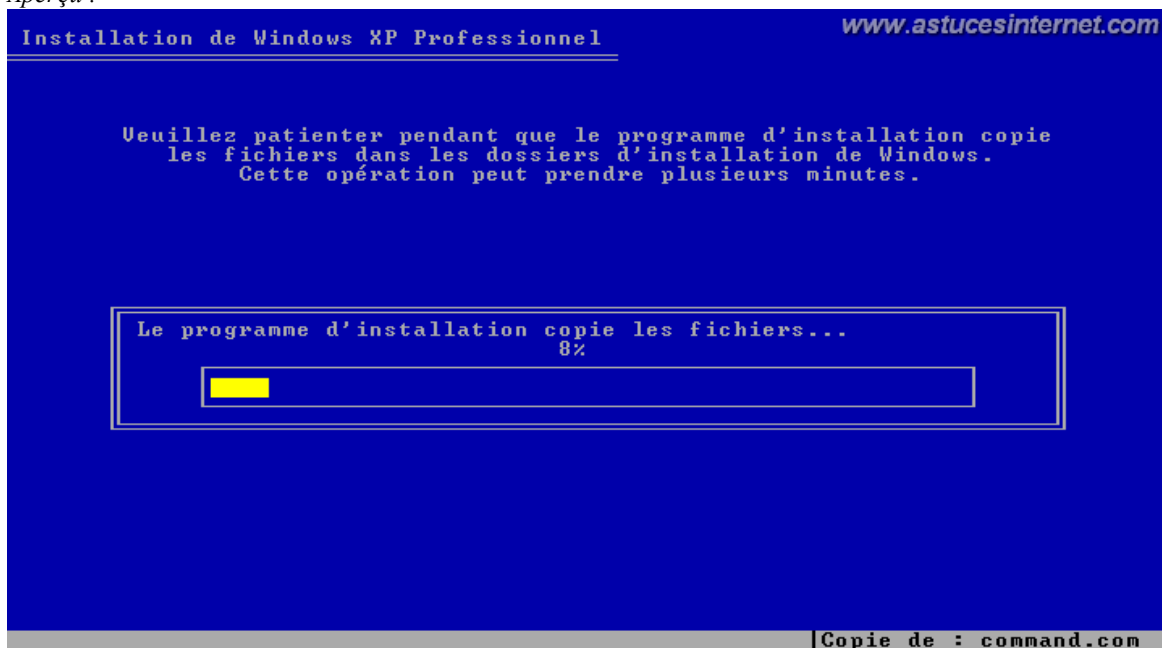 Aperçu :
Installation de Windows XP Professionnel
www.astucesinternet.com
Veuillez patienter pendant que le programme d'installation copie
les fichiers dans les dossiers d'installation de Windows.
Cette opération peut prendre plusieurs minutes.
Le programme d'installation copie les fichiers...
8%
Copie de : command.com